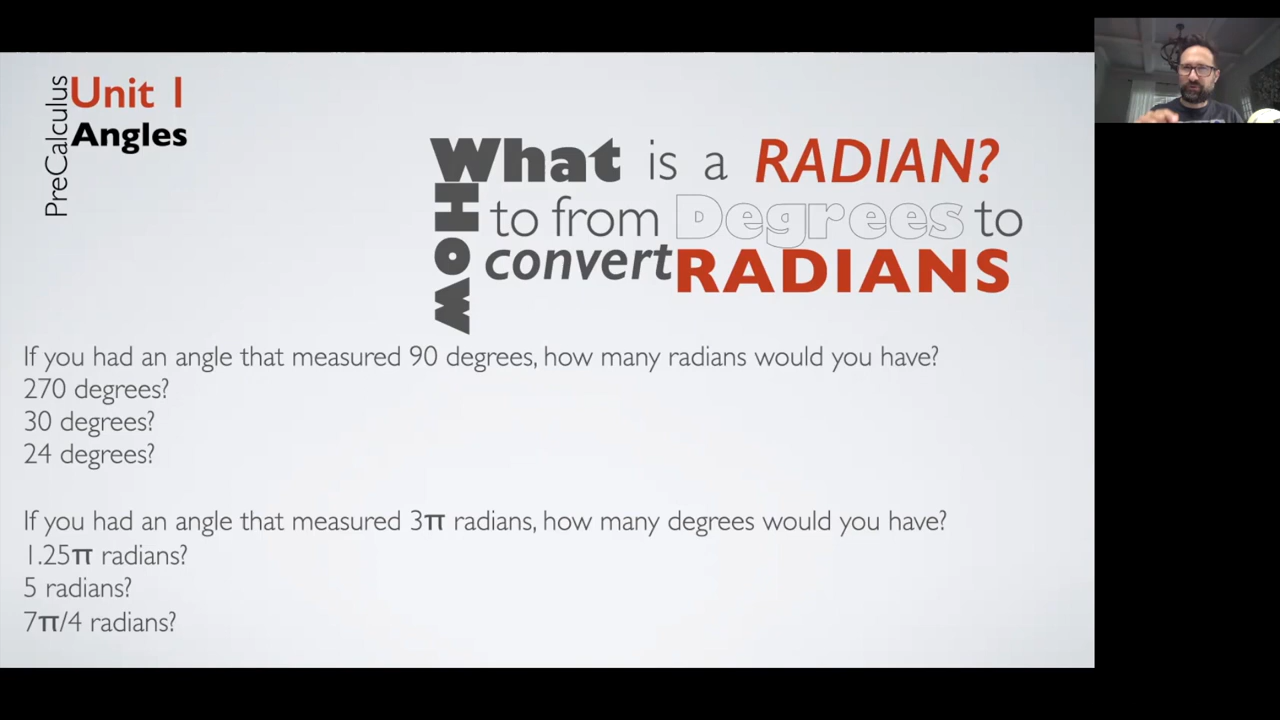 PreCalculus
Unit 1
Angles
What is a RADIAN?
HOW to from Degrees to
convert RADIANS
If you had an angle that measured 90 degrees, how many radians would you have?
270 degrees?
30 degrees?
24 degrees?
If you had an angle that measured 3π radians, how many degrees would you have?
1.25π radians?
5 radians?
7π/4 radians?